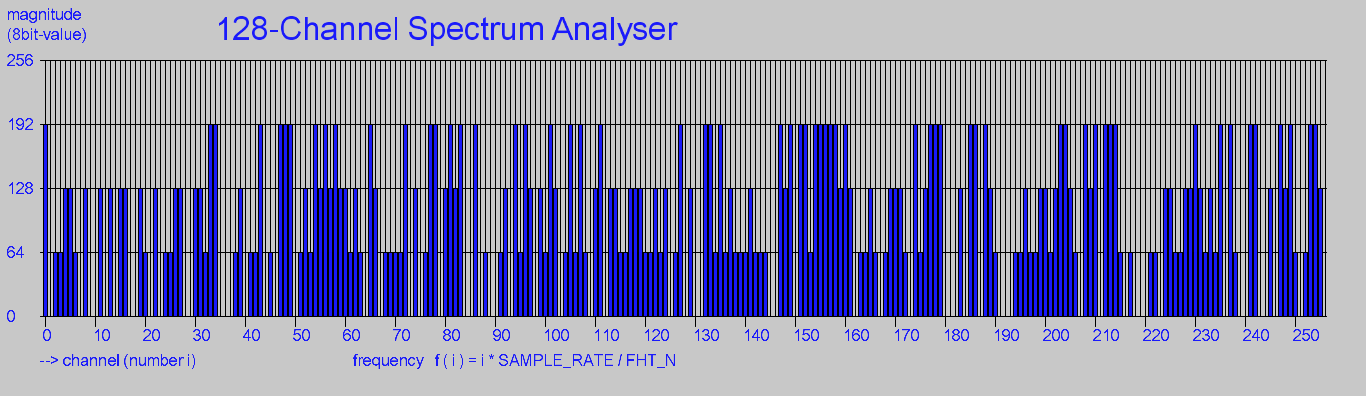 magnitude
(8bit-value)
128-Channel Spectrum Analyser
256
192
128
64
0
0 10 20 30 40 50 60 70 80 90 100 110 120 130 140 150 160 170 180 190 200 210 220 230 240 250
--> channel (number i)
frequency f ( i ) = i * SAMPLE_RATE / FHT_N